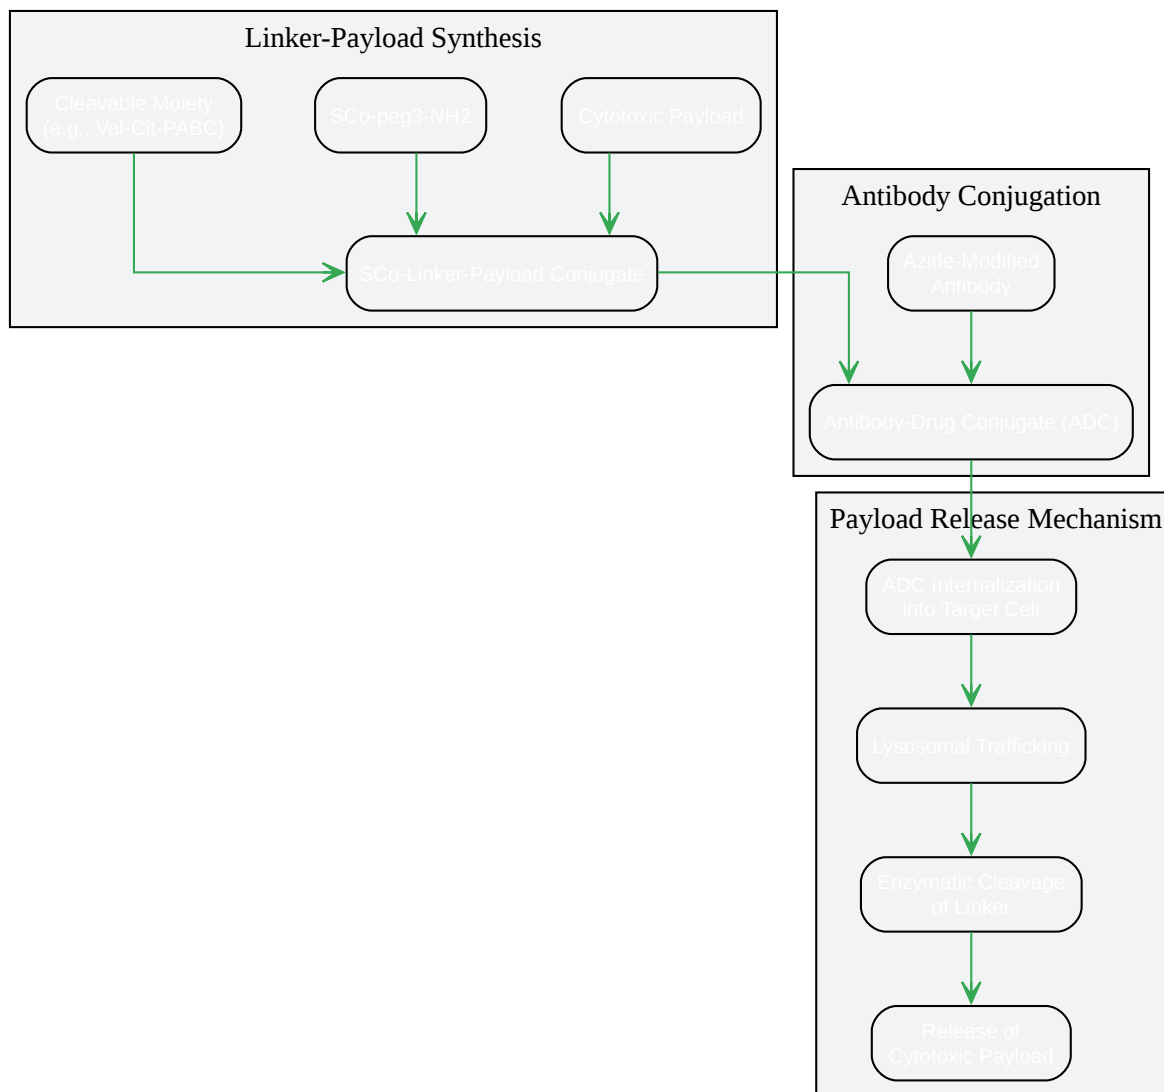 Linker-Payload Synthesis
Cleavable Moiety
(e.g., Val-Cit-PABC)
SCo-peg3-NH2
Cytotoxic Payload
SCo-Linker-Payload Conjugate
Antibody Conjugation
Azide-Modified
Antibody
Antibody-Drug Conjugate (ADC)
Payload Release Mechanism
ADC Internalization
into Target Cell
Lysosomal Trafficking
Enzymatic Cleavage
of Linker
Release of
Cytotoxic Payload